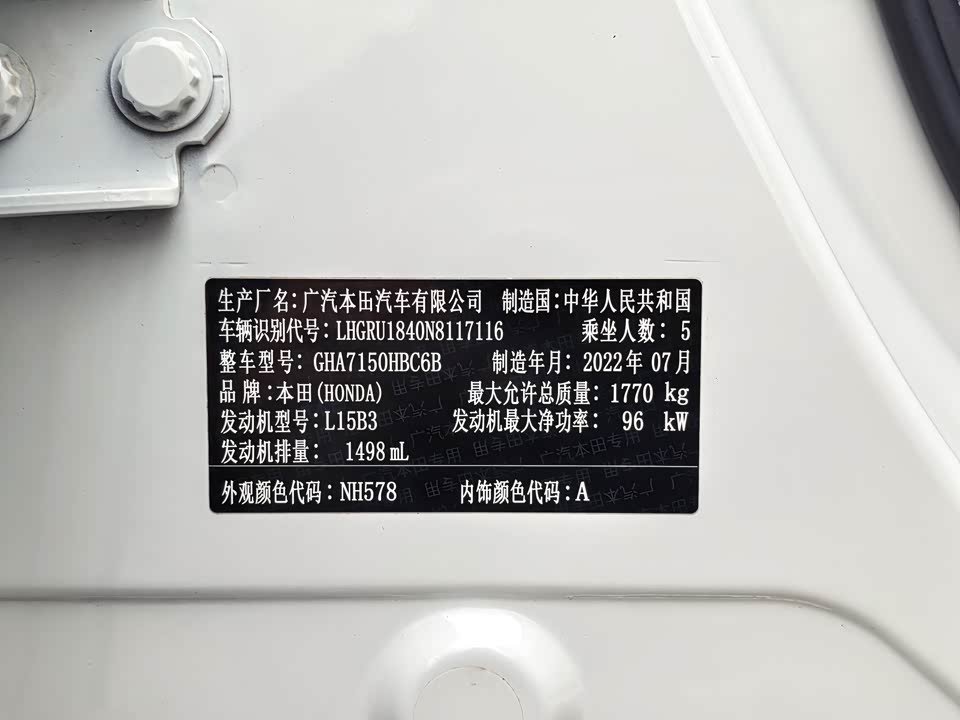 生产厂名：广汽本田汽车有限公司 制造国：中华人民共和国
车辆识别代号：LHGRU1840N8117116 乘坐人数：5
整车型号：GHA7150HBC6B 制造年月：2022年07月
品牌：本田(HONDA) 最大允许总质量：1770 kg
发动机型号：L15B3 发动机最大净功率：96 kW
发动机排量：1498 mL
外观颜色代码：NH578 内饰颜色代码：A